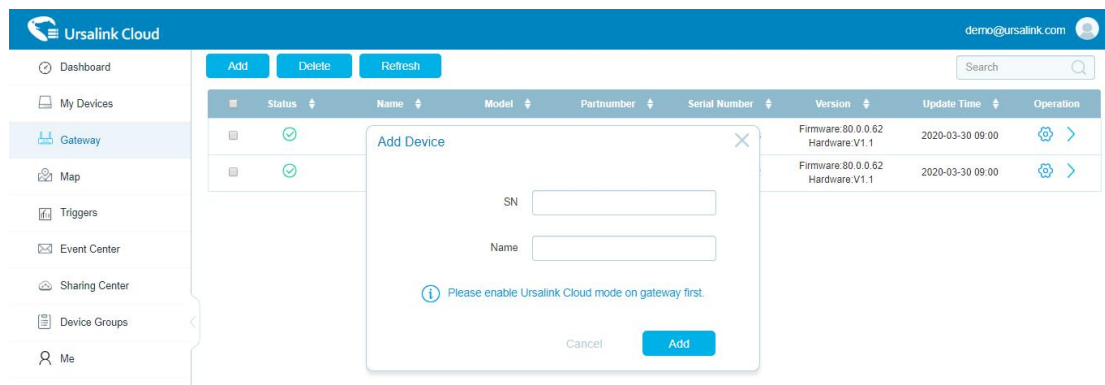 Ursalink Cloud
demo@ursalink.com
Dashboard
My Devices
Gateway
Map
Triggers
Event Center
Sharing Center
Device Groups
Me
Add Delete Refresh
Search
Status Name Model Partnumber Serial Number Version Update Time Operation
Firmware:80.0.0.62
Hardware:V1.1
2020-03-30 09:00
Firmware:80.0.0.62
Hardware:V1.1
2020-03-30 09:00
Add Device
SN
Name
Please enable Ursalink Cloud mode on gateway first.
Cancel Add